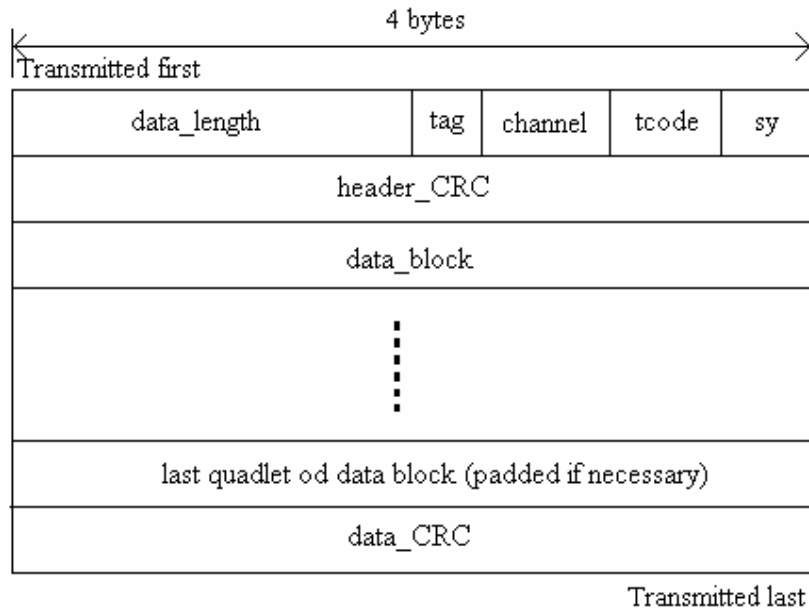 4 bytes
Transmitted first
data_length tag channel tcode sy
header_CRC
data_block
last quadlet od data block (padded if necessary)
data_CRC
Transmitted last